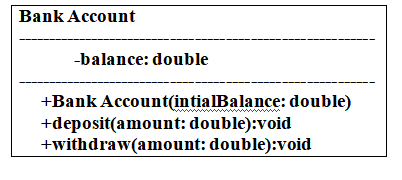 Bank Account
-----------------------------------------------------------
-balance: double
-----------------------------------------------------------
+Bank Account(intialBalance: double)
+deposit(amount: double):void
+withdraw(amount: double):void